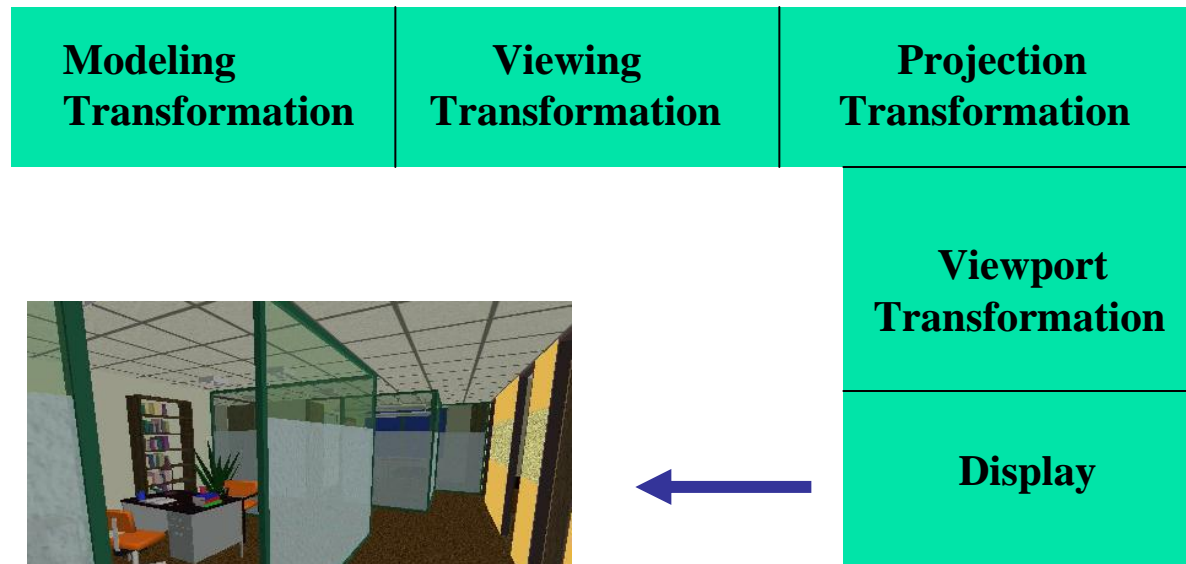 Modeling
Transformation
Viewing
Transformation
Projection
Transformation
Viewport
Transformation
Display